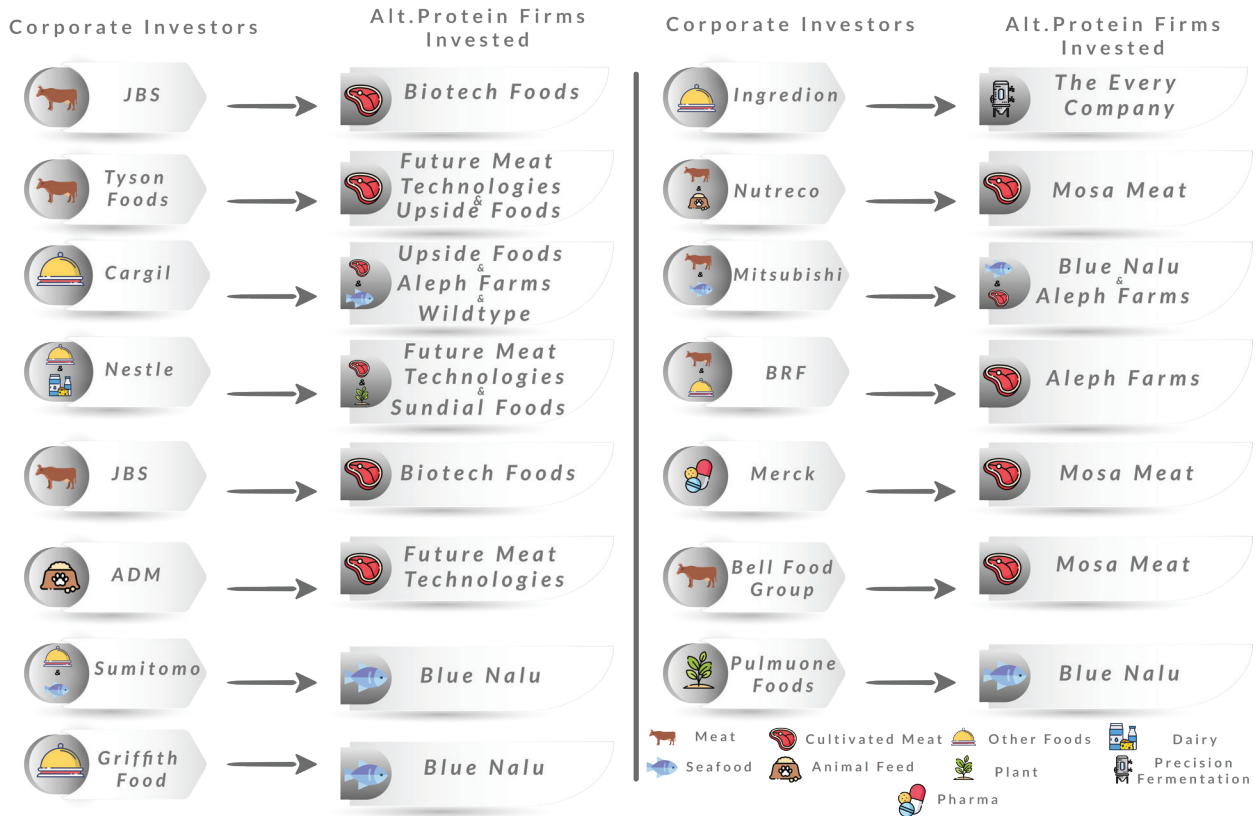 Corporate Investors
Alt.Protein Firms
Invested
JBS
Biotech Foods
Tyson
Foods
Future Meat
Technologies
&
Upside Foods
Cargil
&
Upside Foods
&
Aleph Farms
&
Wildtype
&
Nestle
&
Future Meat
Technologies
&
Sundial Foods
JBS
Biotech Foods
ADM
Future Meat
Technologies
&
Sumitomo
Blue Nalu
Griffith
Food
Blue Nalu
Corporate Investors
Alt.Protein Firms
Invested
Ingredion
The Every
Company
&
Nutreco
Mosa Meat
&
Mitsubishi
&
Blue Nalu
&
Aleph Farms
&
BRF
Aleph Farms
Merck
Mosa Meat
Bell Food
Group
Mosa Meat
Pulmuone
Foods
Blue Nalu
Meat
Cultivated Meat
Other Foods
Dairy
Seafood
Animal Feed
Plant
Precision
Fermentation
Pharma